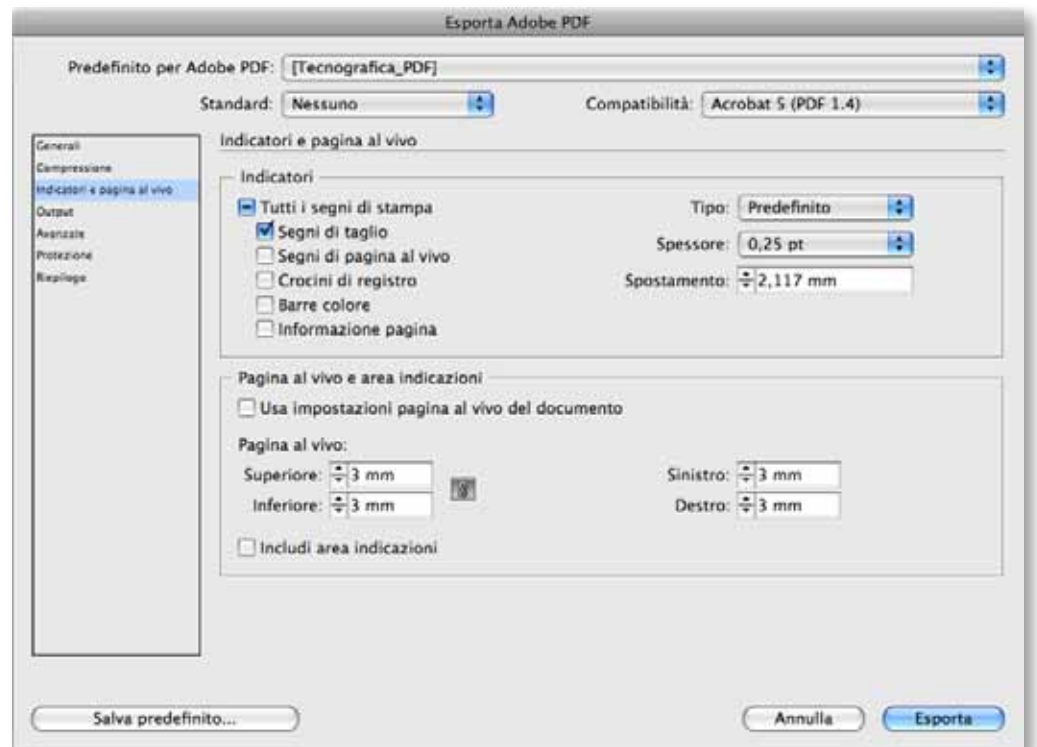 Esporta Adobe PDF
Predefinito per Adobe PDF: [Tecnografica_PDF]
Standard: Nessuno Compatibilità: Acrobat 5 (PDF 1.4)
Generali
Compressione
Indicatori e pagina al vivo
Output
Avanzate
Protezione
Riepilogo
Indicatori e pagina al vivo
Indicatori
Tutti i segni di stampa
Segni di taglio
Segni di pagina al vivo
Crocini di registro
Barre colore
Informazione pagina
Tipo: Predefinito
Spessore: 0,25 pt
Spostamento: 2,117 mm
Pagina al vivo e area indicazioni
Usa impostazioni pagina al vivo del documento
Pagina al vivo:
Superiore: 3 mm Sinistro: 3 mm
Inferiore: 3 mm Destro: 3 mm
Includi area indicazioni
Salva predefinito... Annulla Esporta